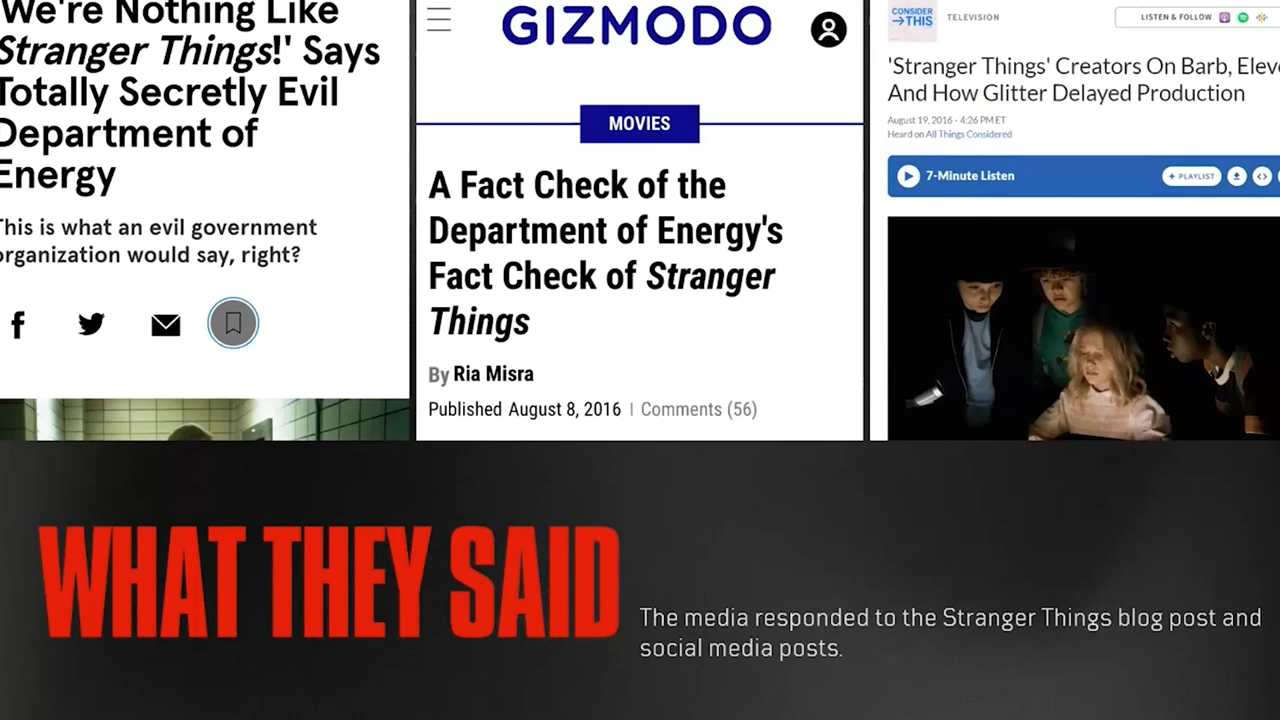 'We're Nothing Like
Stranger Things!' Says
Totally Secretly Evil
Department of
Energy
This is what an evil government
organization would say, right?
GIZMODO
MOVIES
A Fact Check of the
Department of Energy's
Fact Check of Stranger
Things
By Ria Misra
Published August 8, 2016 | Comments (56)
CONSIDER
THIS
TELEVISION
LISTEN & FOLLOW
'Stranger Things' Creators On Barb, Eleve
And How Glitter Delayed Production
August 19, 2016 - 4:26 PM ET
Heard on All Things Considered
7-Minute Listen
+ PLAYLIST
WHAT THEY SAID
The media responded to the Stranger Things blog post and
social media posts.